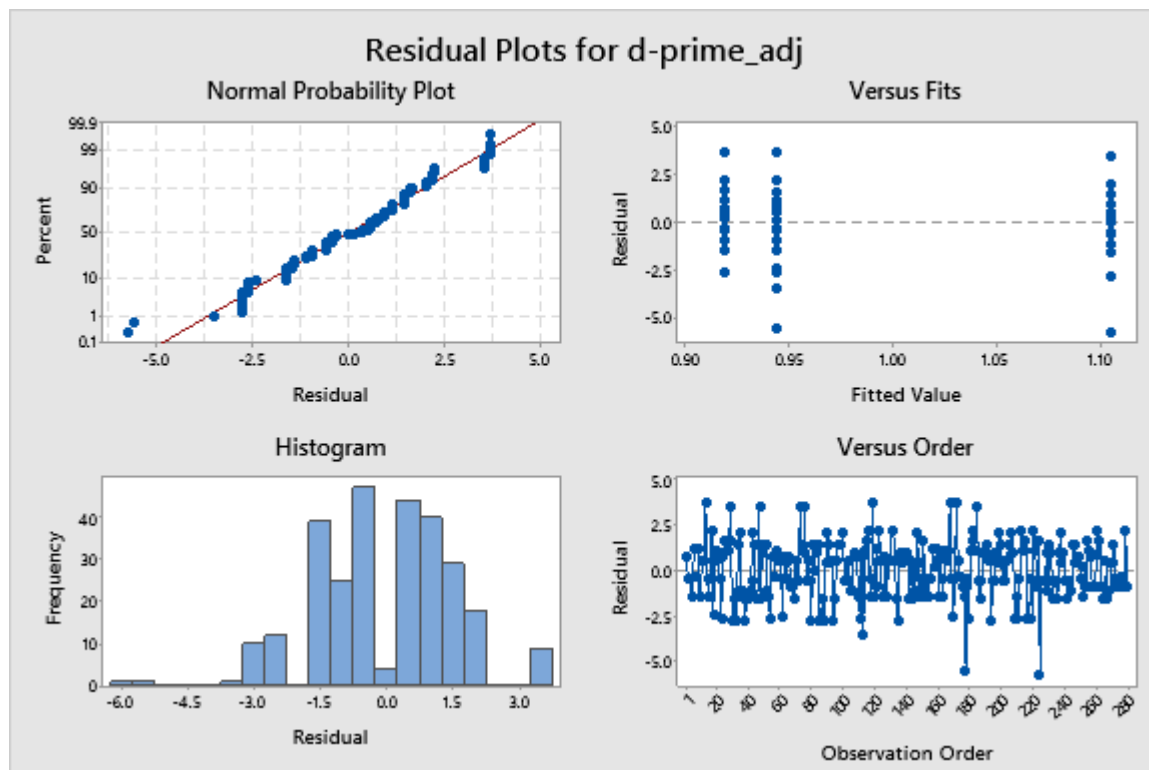 Residual Plots for d-prime_adj
Normal Probability Plot
99.9
99
90
50
10
1
0.1
Percent
-5.0 -2.5 0.0 2.5 5.0
Residual
Versus Fits
5.0
2.5
0.0
-2.5
-5.0
Residual
0.90 0.95 1.00 1.05 1.10
Fitted Value
Histogram
40
30
20
10
0
Frequency
-6.0 -4.5 -3.0 -1.5 0.0 1.5 3.0
Residual
Versus Order
5.0
2.5
0.0
-2.5
-5.0
Residual
1 20 40 60 80 100 120 140 160 180 200 220 240 260 280
Observation Order